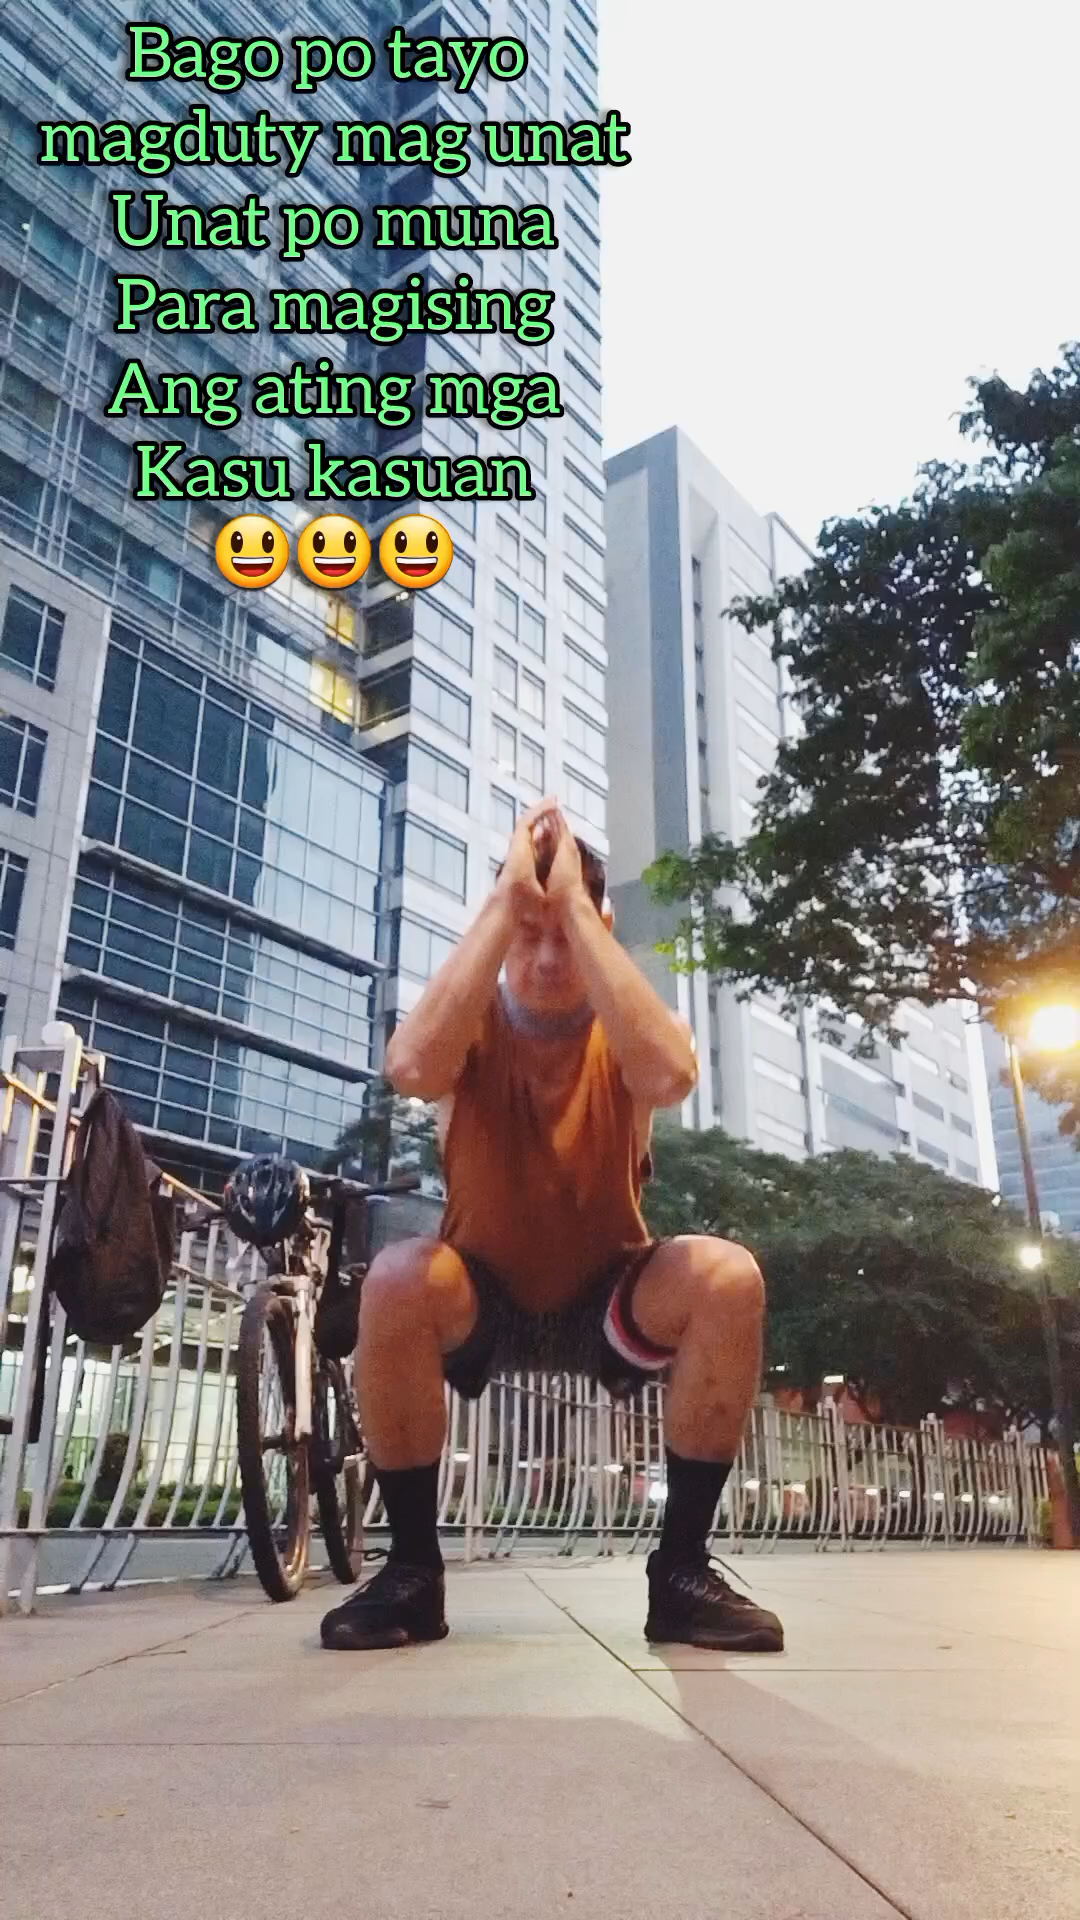 Bago po tayo
magduty mag unat
Unat po muna
Para magising
Ang ating mga
Kasu kasuan
😃😃😃